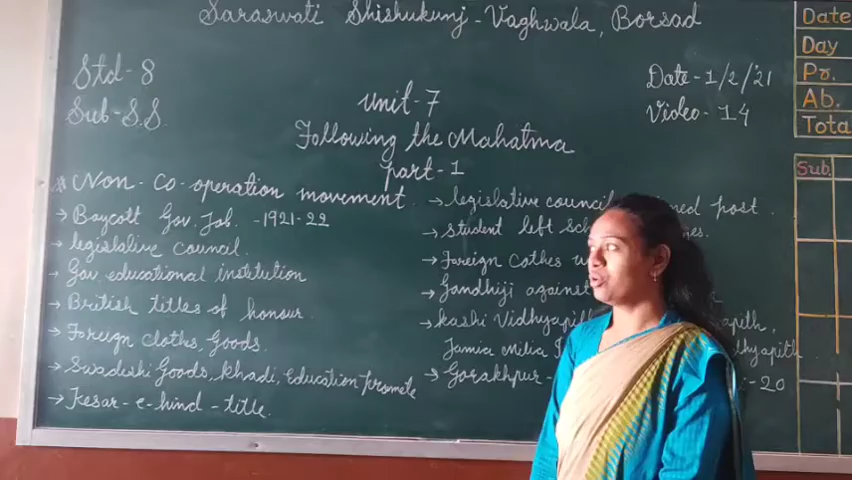 Saraswati Shishukunj - Vaghwala, Borsad
Std - 8
Sub - S.S.
Date - 1/2/21
Video - 14
Unit - 7
Following the Mahatma
part - 1
Non - co - operation movement
→ Baycott Gov. Job. - 1921-22
→ legislative council.
→ Gov. educational institution
→ British titles of honour.
→ Foreign cloths, Goods.
→ Swadeshi Goods, khadi, Education promote
→ Kesar - e - hind - title.
→ legislative council post.
→ student left
→ Foreign cothes
→ Gandhiji against
→ kashi Vidhyapith
Jamia Milia
→ Gorakhpur - - 20
Date
Day
Pr.
Ab.
Tota
Sub.